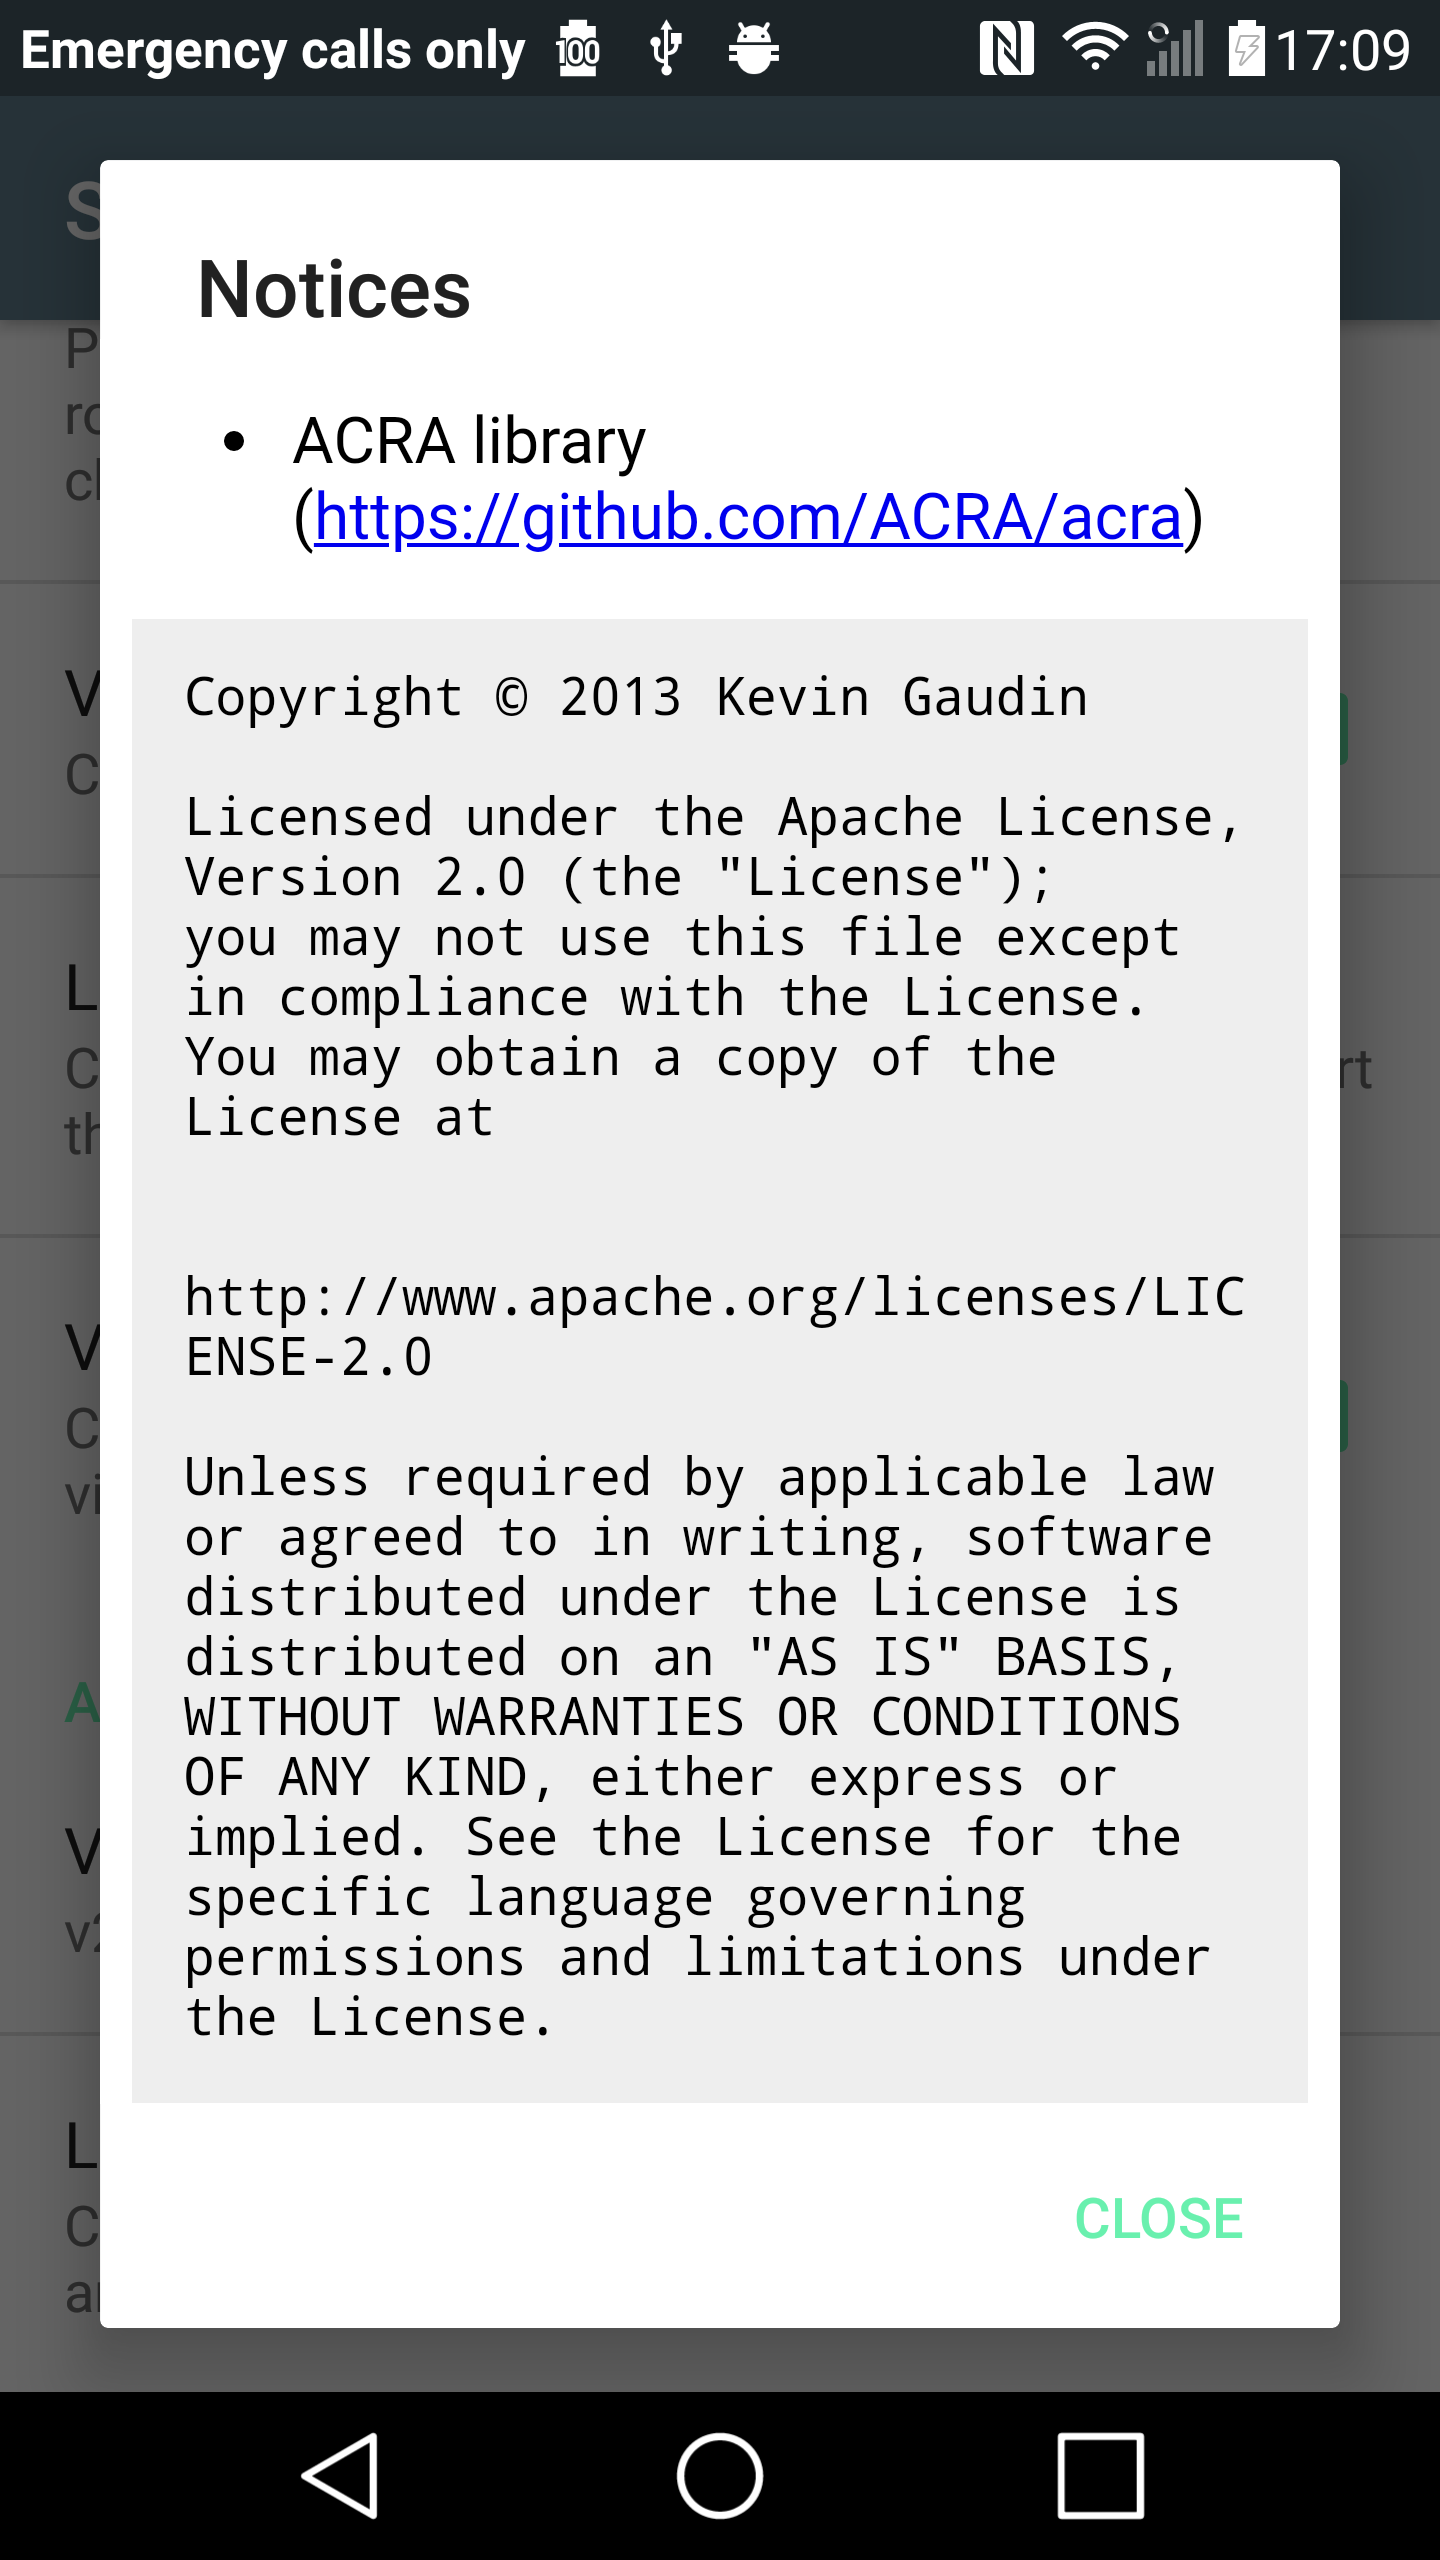 Emergency calls only 100 17:09
Notices
• ACRA library
(https://github.com/ACRA/acra)
Copyright © 2013 Kevin Gaudin
Licensed under the Apache License,
Version 2.0 (the "License");
you may not use this file except
in compliance with the License.
You may obtain a copy of the
License at
http://www.apache.org/licenses/LIC
ENSE-2.0
Unless required by applicable law
or agreed to in writing, software
distributed under the License is
distributed on an "AS IS" BASIS,
WITHOUT WARRANTIES OR CONDITIONS
OF ANY KIND, either express or
implied. See the License for the
specific language governing
permissions and limitations under
the License.
CLOSE